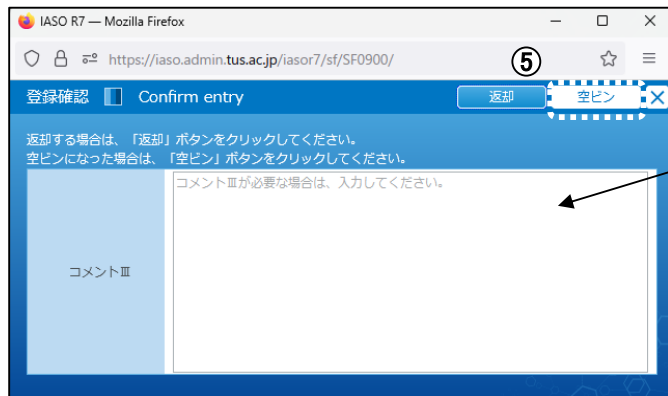 IASO R7 — Mozilla Firefox
https://iaso.admin.tus.ac.jp/iasor7/sf/SF0900/
⑤
登録確認 Confirm entry 返却 空ビン
返却する場合は、「返却」ボタンをクリックしてください。
空ビンになった場合は、「空ビン」ボタンをクリックしてください。
コメントⅢが必要な場合は、入力してください。
コメントⅢ